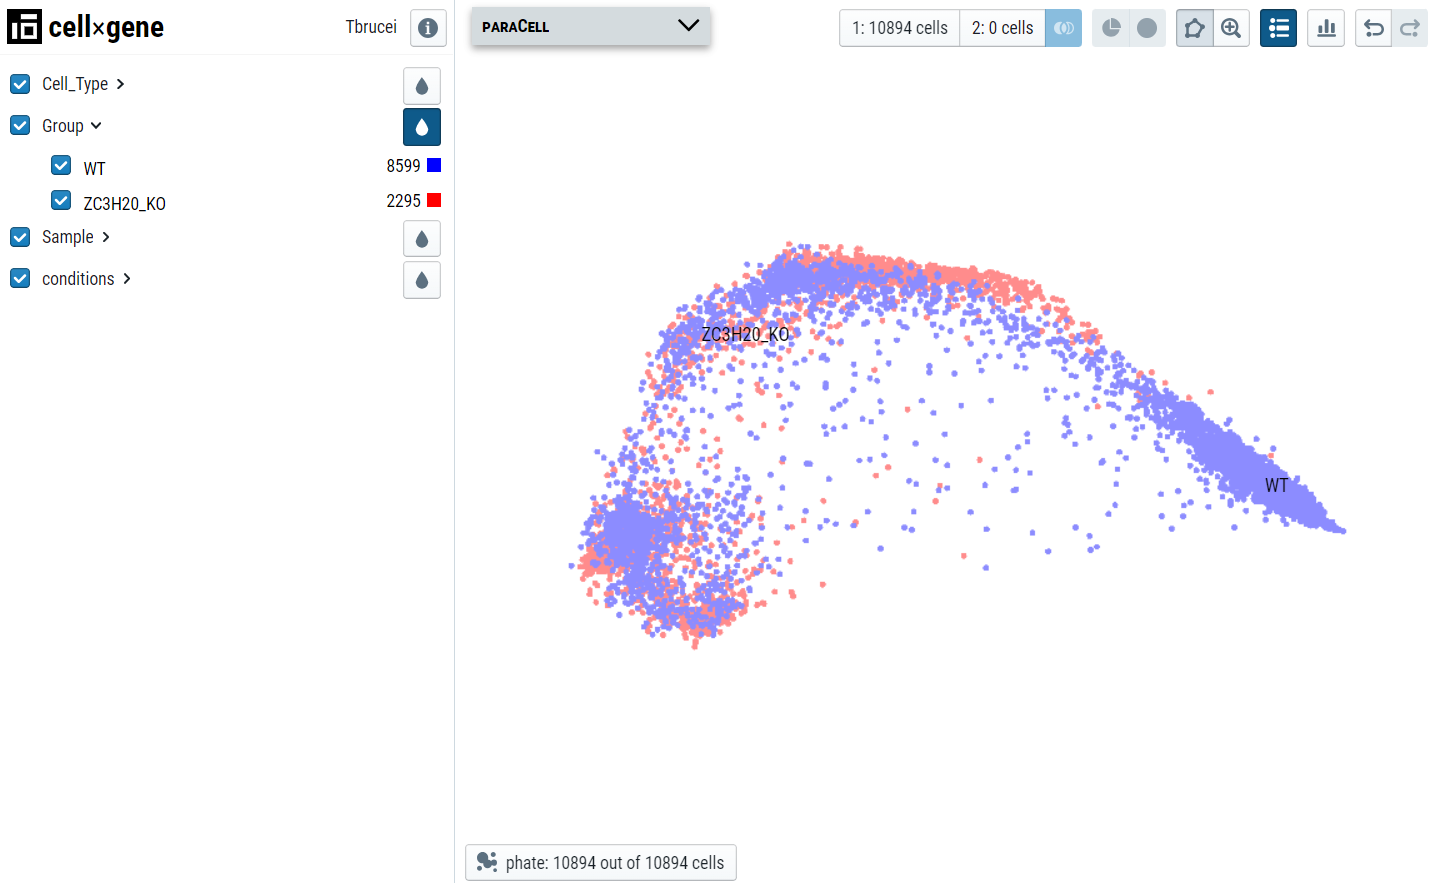 cell×gene
Tbrucei
PARACELL
1: 10894 cells
2: 0 cells
Cell_Type
Group
WT 8599
ZC3H20_KO 2295
Sample
conditions
ZC3H20_KO
WT
phate: 10894 out of 10894 cells